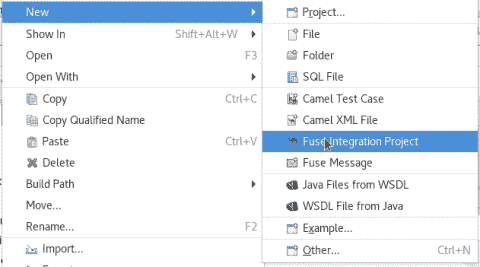 New
Show In Shift+Alt+W
Open F3
Open With
Copy Ctrl+C
Copy Qualified Name
Paste Ctrl+V
Delete
Build Path
Move...
Rename... F2
Import...
Project...
File
Folder
SQL File
Camel Test Case
Camel XML File
Fuse Integration Project
Fuse Message
Java Files from WSDL
WSDL File from Java
Example...
Other... Ctrl+N